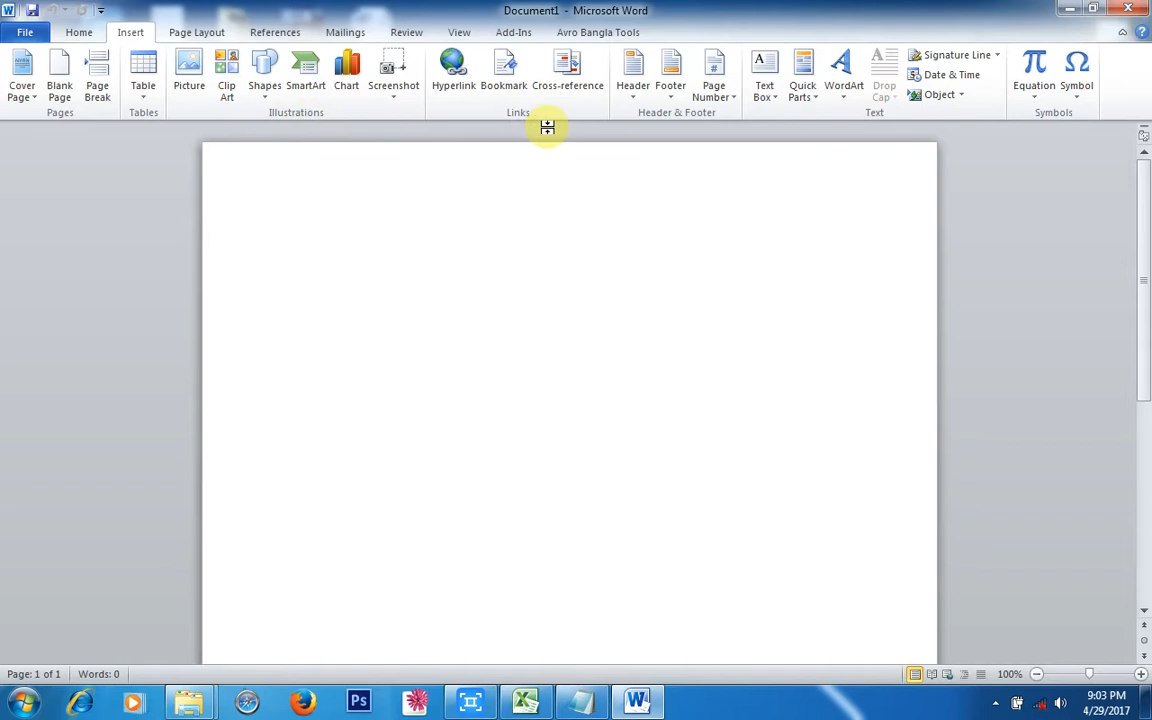 Document1 - Microsoft Word
File Home Insert Page Layout References Mailings Review View Add-Ins Avro Bangla Tools
Cover Page
Blank Page
Page Break
Table
Picture
Clip Art
Shapes
SmartArt
Chart
Screenshot
Hyperlink
Bookmark
Cross-reference
Header
Footer
Page Number
Text Box
Quick Parts
WordArt
Drop Cap
Signature Line
Date & Time
Object
Equation
Symbol
Pages Tables Illustrations Links Header & Footer Text Symbols
Page: 1 of 1 Words: 0 100%
Ps
9:03 PM
4/29/2017